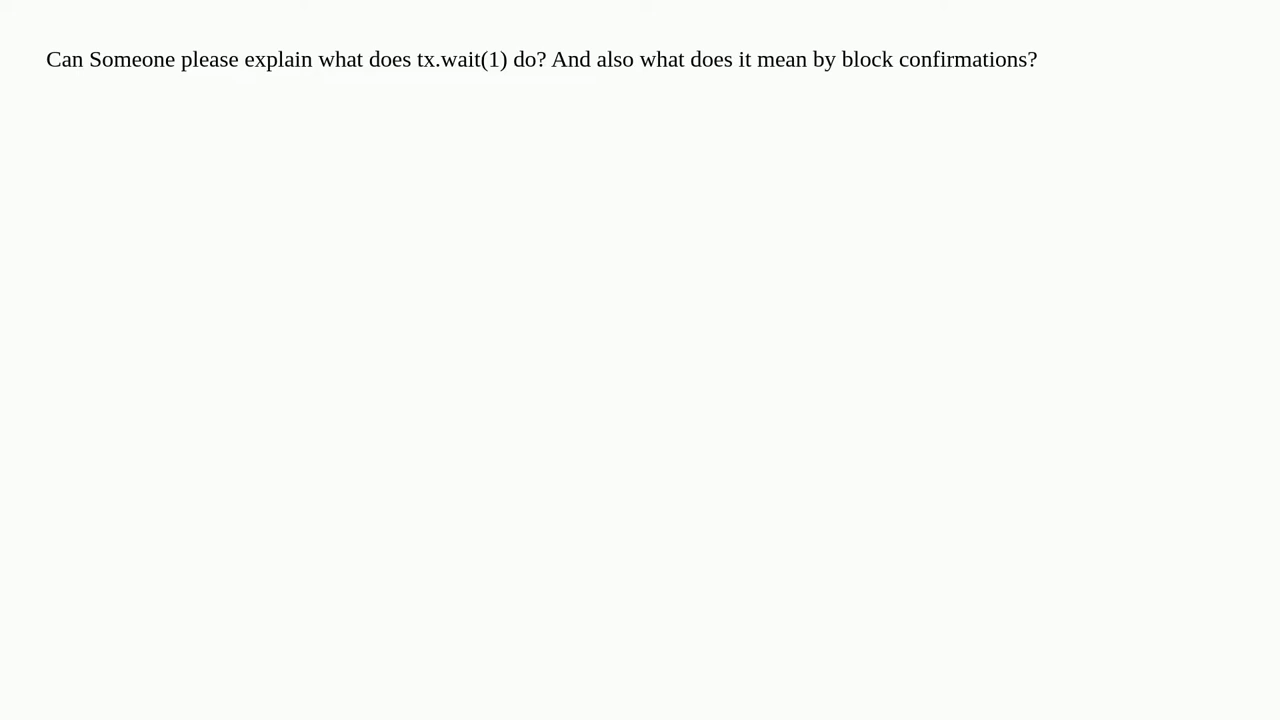 Can Someone please explain what does tx.wait(1) do? And also what does it mean by block confirmations?